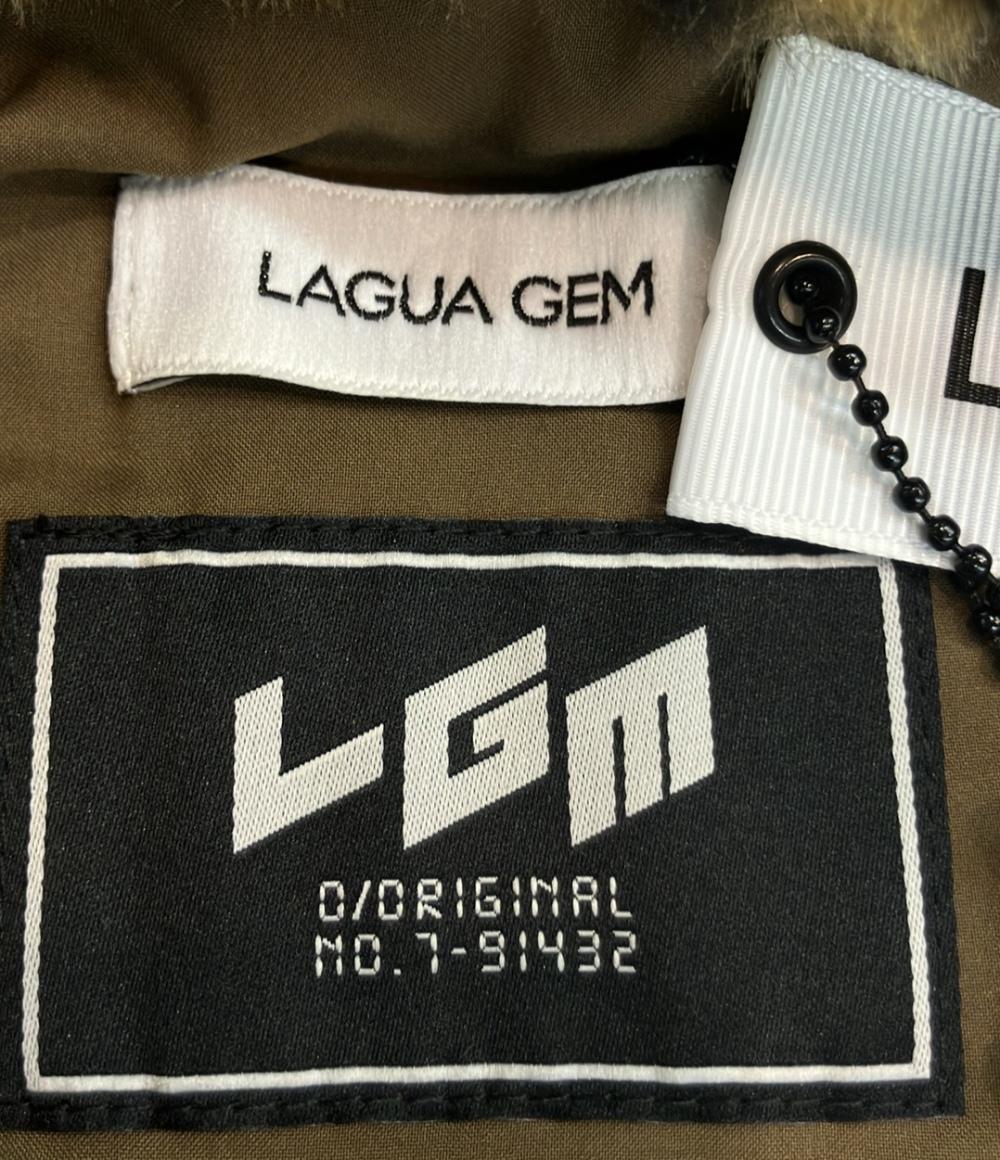 LAGUA GEM
L
LGM
O/ORIGINAL
NO.7-91432